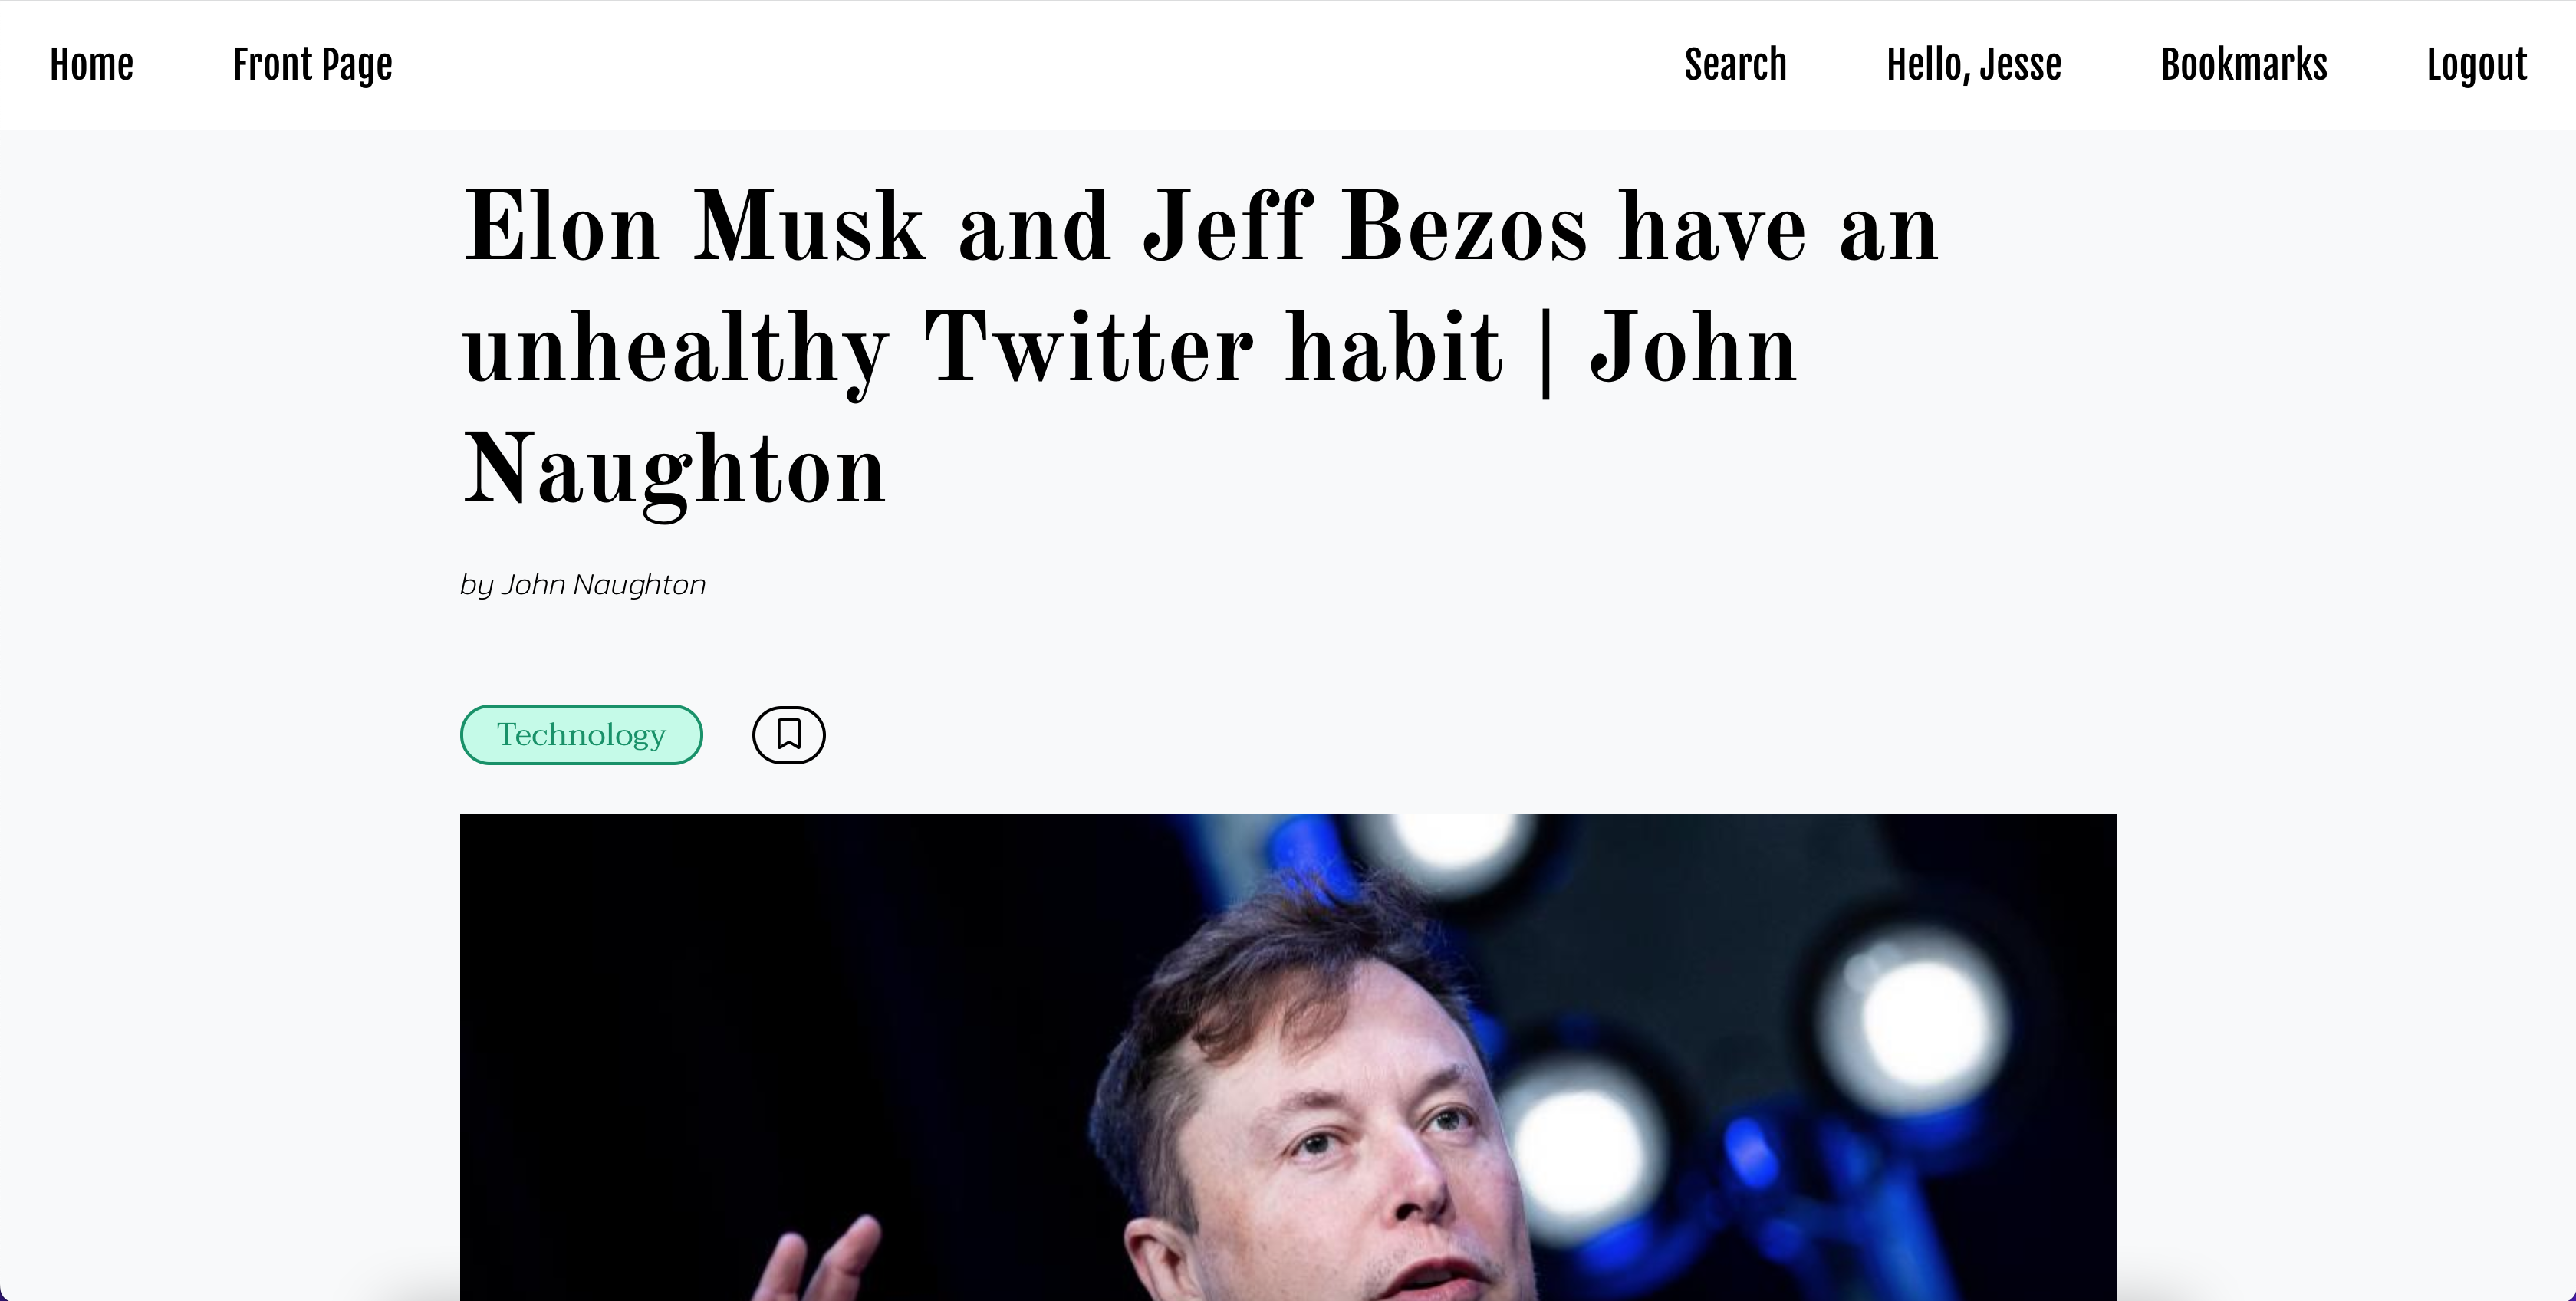 Home Front Page Search Hello, Jesse Bookmarks Logout
Elon Musk and Jeff Bezos have an
unhealthy Twitter habit | John
Naughton
by John Naughton
Technology